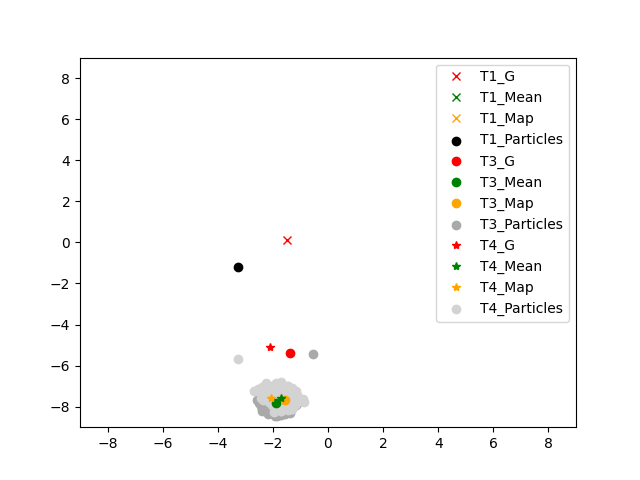 8
6
4
2
0
−2
−4
−6
−8
−8 −6 −4 −2 0 2 4 6 8
T1_G
T1_Mean
T1_Map
T1_Particles
T3_G
T3_Mean
T3_Map
T3_Particles
T4_G
T4_Mean
T4_Map
T4_Particles